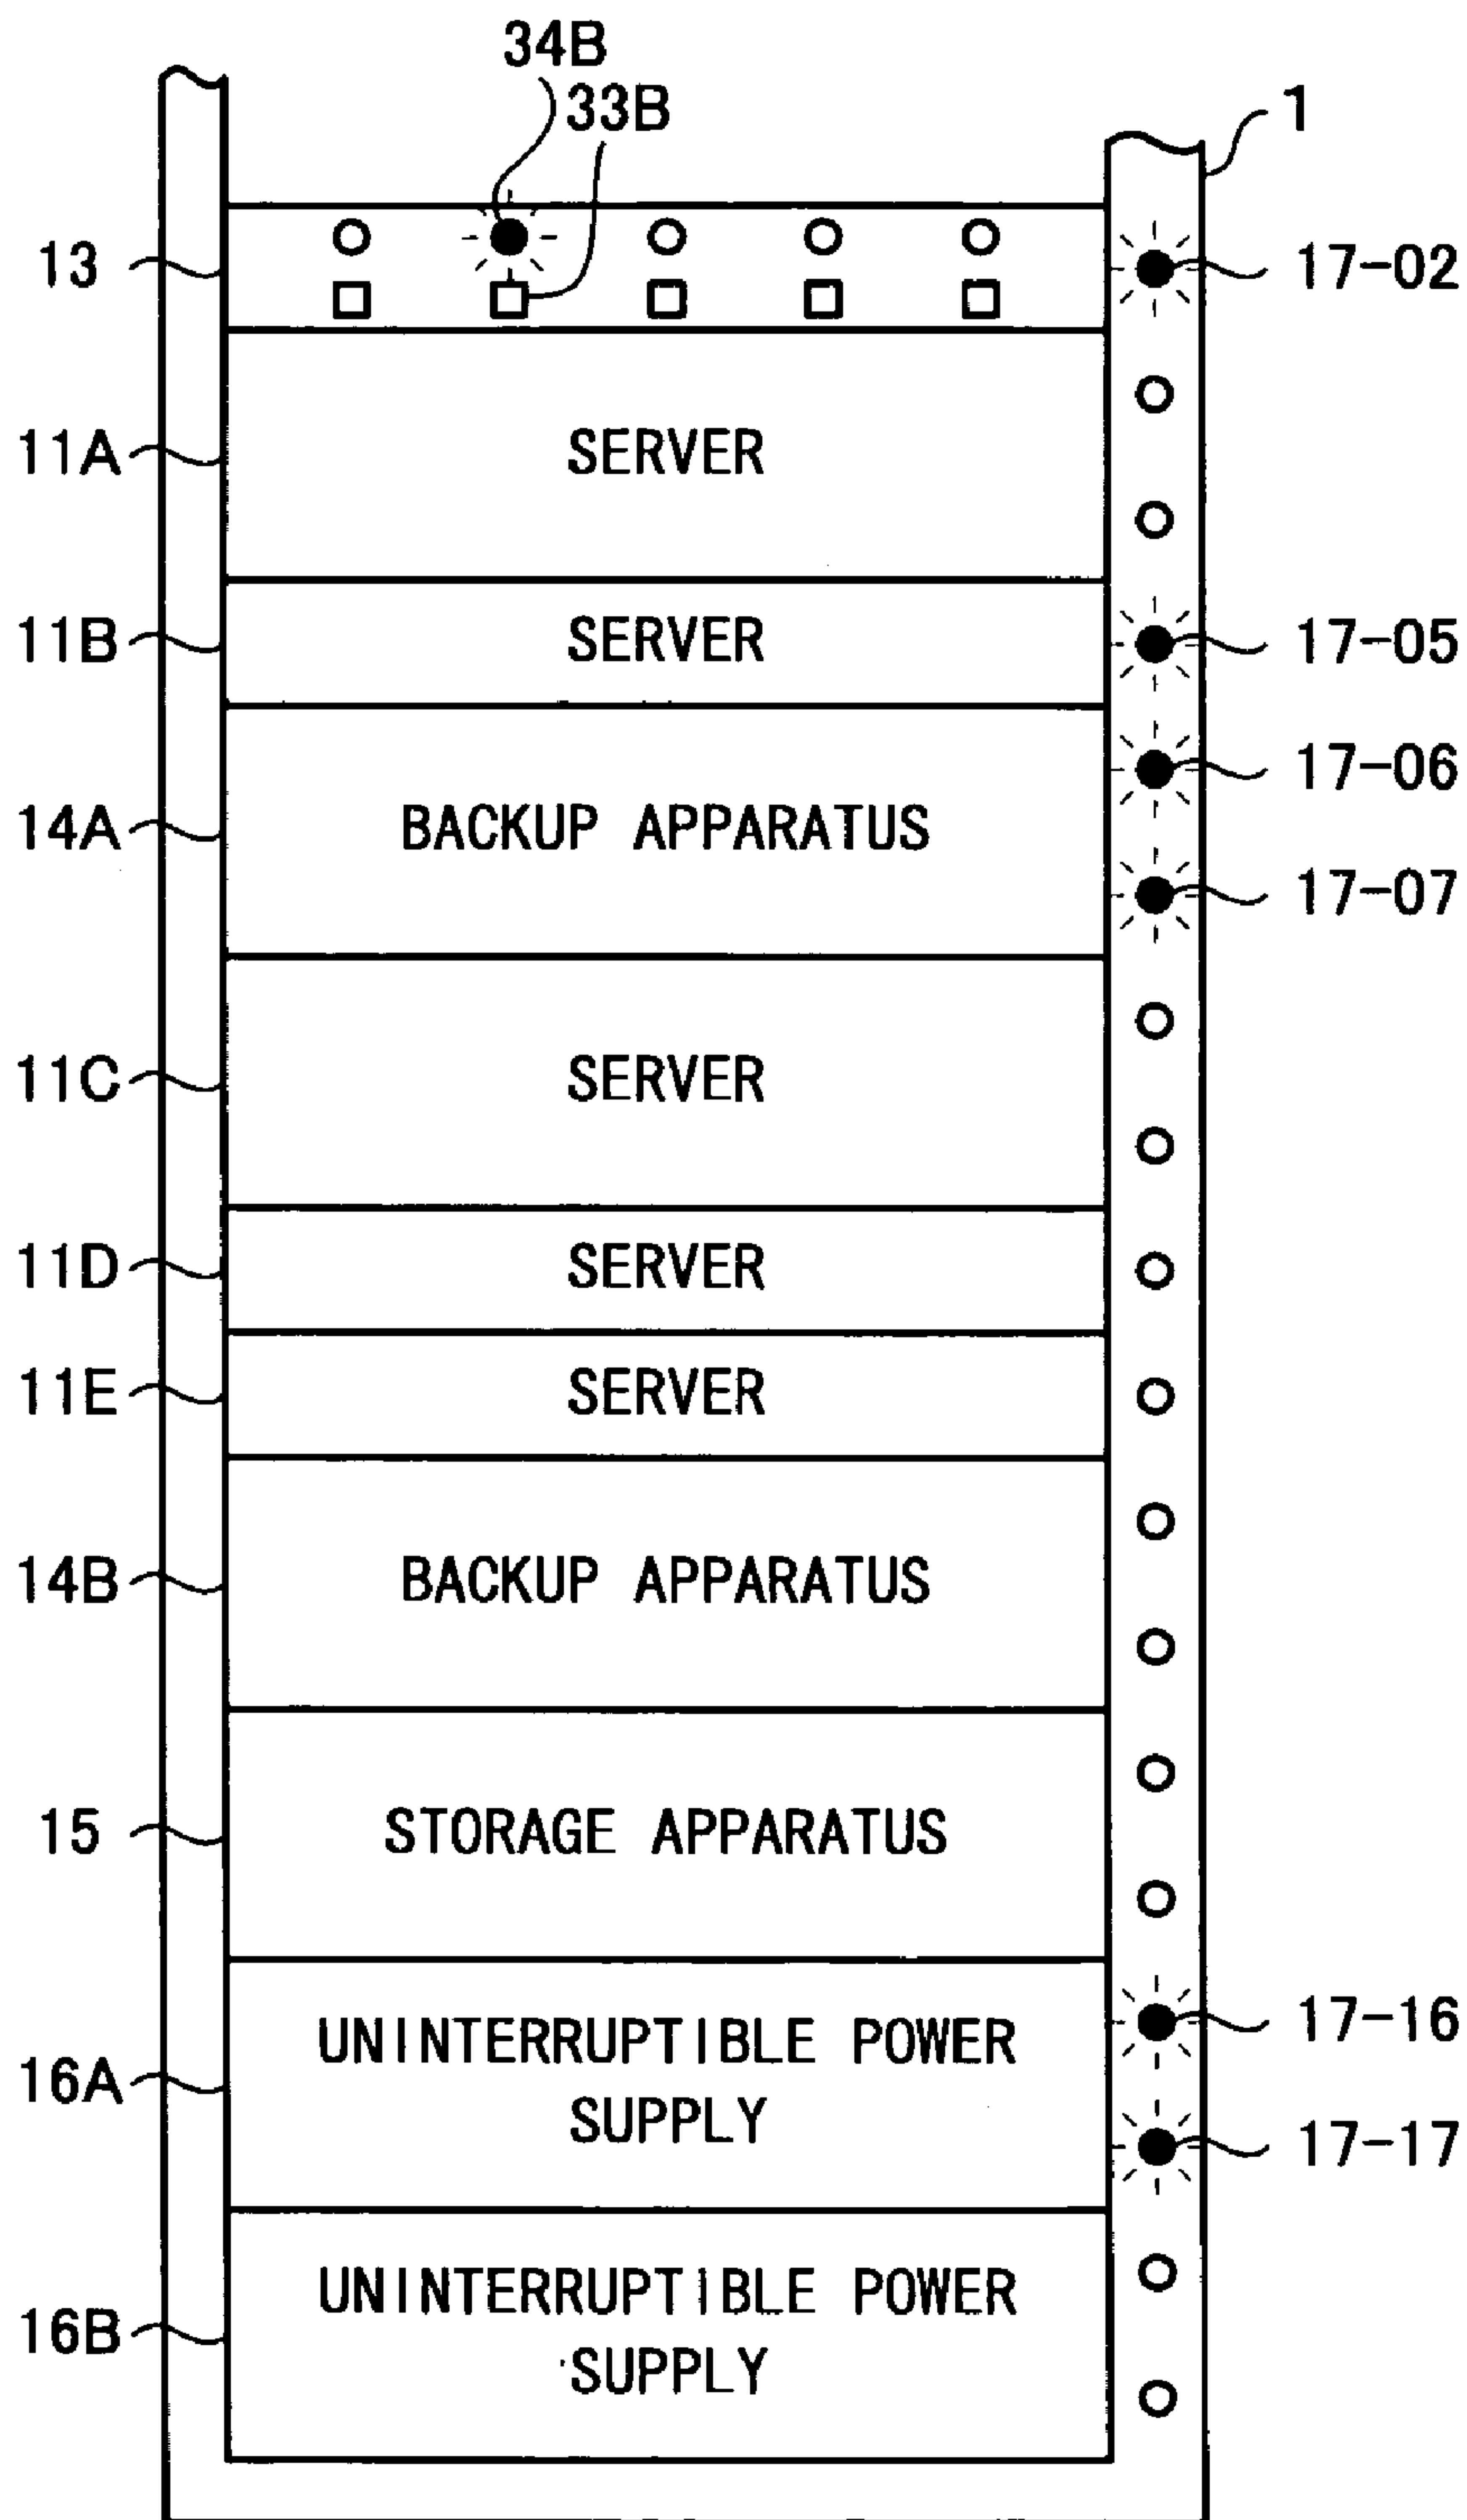 34B
33B
1
13
17-02
11A
SERVER
11B
SERVER
17-05
17-06
14A
BACKUP APPARATUS
17-07
11C
SERVER
11D
SERVER
11E
SERVER
14B
BACKUP APPARATUS
15
STORAGE APPARATUS
16A
UNINTERRUPTIBLE POWER
SUPPLY
17-16
17-17
16B
UNINTERRUPTIBLE POWER
SUPPLY